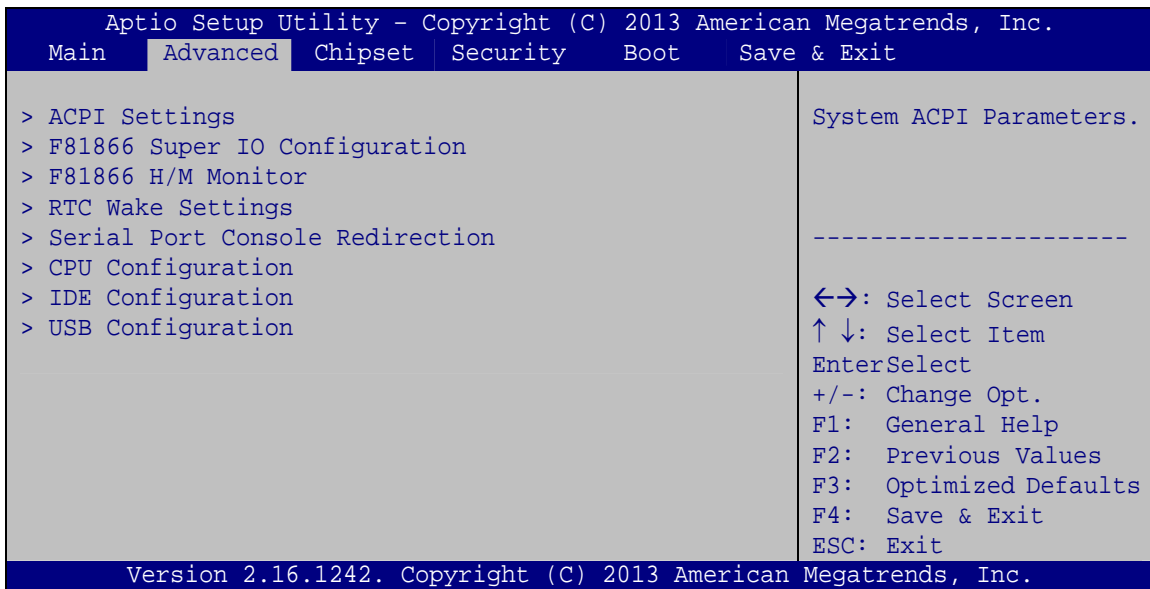 Aptio Setup Utility – Copyright (C) 2013 American Megatrends, Inc.
Main Advanced Chipset Security Boot Save & Exit
> ACPI Settings
> F81866 Super IO Configuration
> F81866 H/M Monitor
> RTC Wake Settings
> Serial Port Console Redirection
> CPU Configuration
> IDE Configuration
> USB Configuration
System ACPI Parameters.
----------------------
←→: Select Screen
↑ ↓: Select Item
EnterSelect
+/-: Change Opt.
F1: General Help
F2: Previous Values
F3: Optimized Defaults
F4: Save & Exit
ESC: Exit
Version 2.16.1242. Copyright (C) 2013 American Megatrends, Inc.